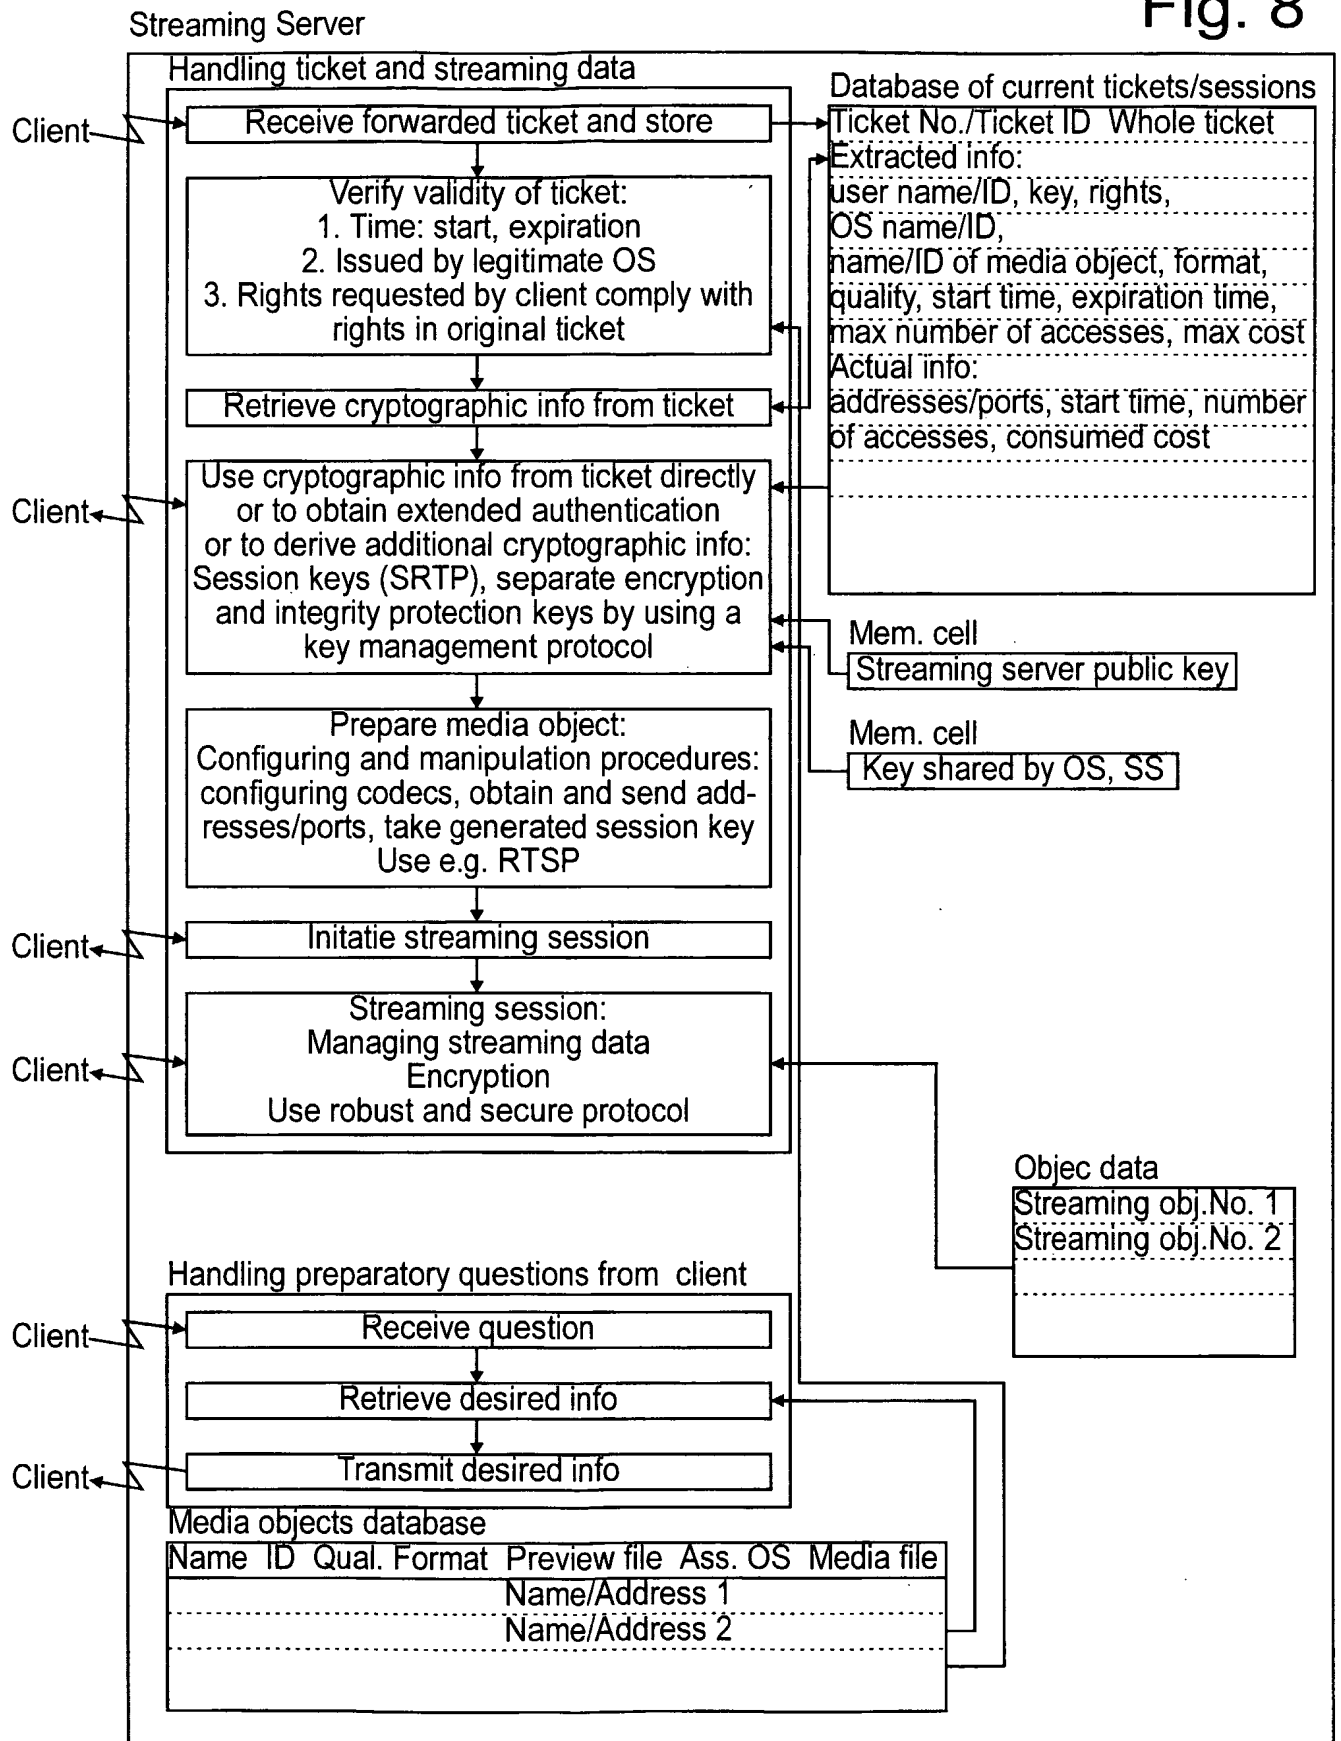 Fig. 8
Streaming Server
Handling ticket and streaming data
Client
Receive forwarded ticket and store
Verify validity of ticket:
1. Time: start, expiration
2. Issued by legitimate OS
3. Rights requested by client comply with
rights in original ticket
Retrieve cryptographic info from ticket
Client
Use cryptographic info from ticket directly
or to obtain extended authentication
or to derive additional cryptographic info:
Session keys (SRTP), separate encryption
and integrity protection keys by using a
key management protocol
Prepare media object:
Configuring and manipulation procedures:
configuring codecs, obtain and send add-
resses/ports, take generated session key
Use e.g. RTSP
Client
Initatie streaming session
Client
Streaming session:
Managing streaming data
Encryption
Use robust and secure protocol
Database of current tickets/sessions
Ticket No./Ticket ID Whole ticket
Extracted info:
user name/ID, key, rights,
OS name/ID,
name/ID of media object, format,
quality, start time, expiration time,
max number of accesses, max cost
Actual info:
addresses/ports, start time, number
of accesses, consumed cost
Mem. cell
Streaming server public key
Mem. cell
Key shared by OS, SS
Objec data
Streaming obj.No. 1
Streaming obj.No. 2
Handling preparatory questions from client
Client
Receive question
Retrieve desired info
Client
Transmit desired info
Media objects database
Name ID Qual. Format Preview file Ass. OS Media file
Name/Address 1
Name/Address 2